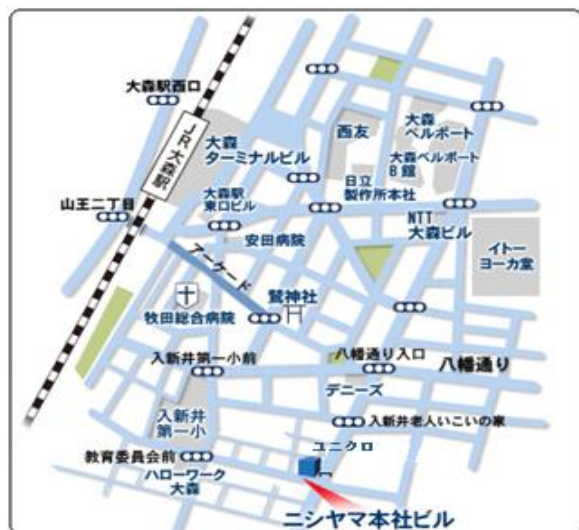 大森駅西口
JR大森駅
大森
ターミナルビル
西友
大森
ベルポート
大森ベルポート
B館
日立
製作所本社
山王二丁目
大森駅
東口ビル
安田病院
NTT
大森ビル
イトー
ヨーカ堂
アーケード
鷲神社
牧田総合病院
入新井第一小前
八幡通り入口
八幡通り
デニーズ
入新井
第一小
入新井老人いこいの家
教育委員会前
ハローワーク
大森
ユニクロ
ニシヤマ本社ビル